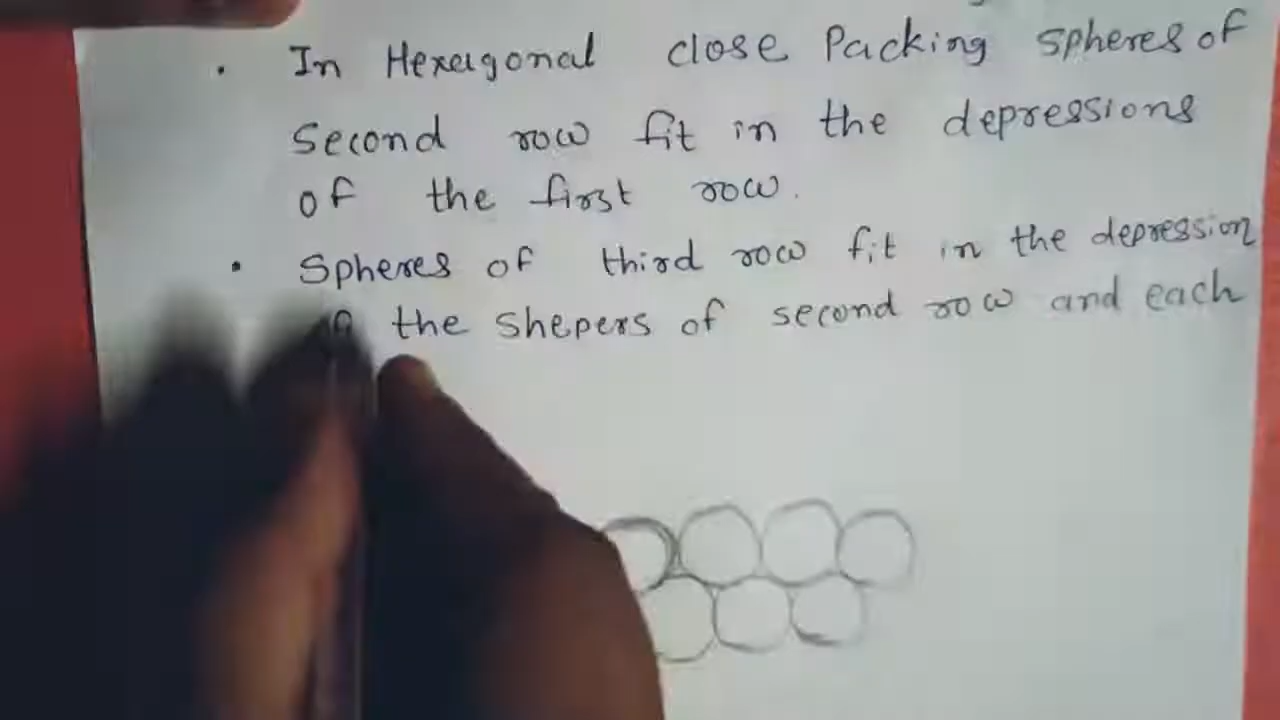 • In Hexagonal close Packing spheres of
Second row fit in the depressions
of the first row.
• Spheres of third row fit in the depression
the shepers of second row and each